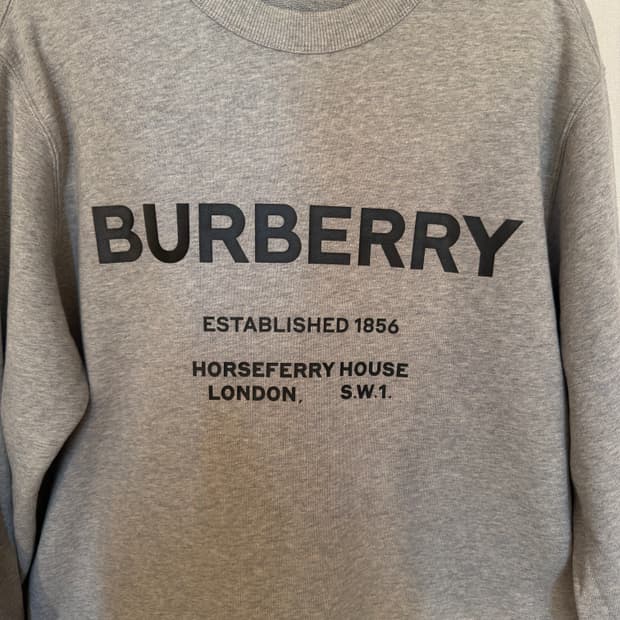 BURBERRY
ESTABLISHED 1856
HORSEFERRY HOUSE
LONDON, S.W.1.